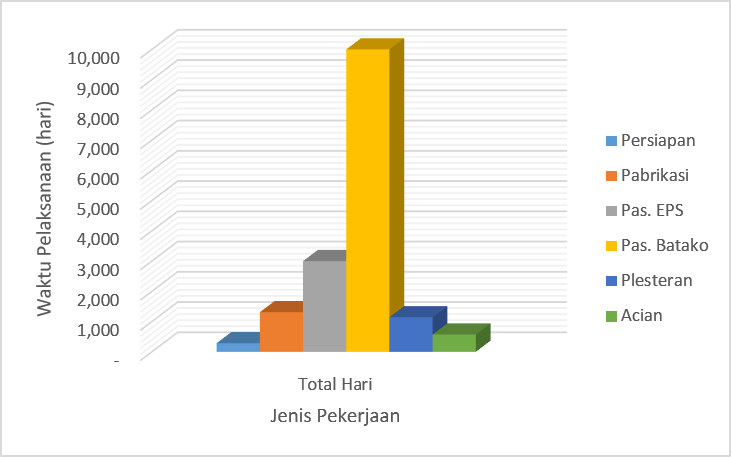 Waktu Pelaksanaan (hari)
10,000
9,000
8,000
7,000
6,000
5,000
4,000
3,000
2,000
1,000
-
Total Hari
Jenis Pekerjaan
Persiapan
Pabrikasi
Pas. EPS
Pas. Batako
Plesteran
Acian